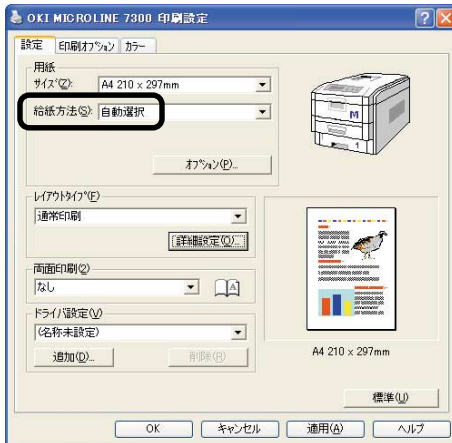 OKI MICROLINE 7300 印刷設定
設定 印刷ｵﾌﾟｼｮﾝ ｶﾗｰ
用紙
ｻｲｽﾞ(Z): A4 210 x 297mm
給紙方法(S): 自動選択
M
1
ｵﾌﾟｼｮﾝ(P)...
ﾚｲｱｳﾄﾀｲﾌﾟ(F)
通常印刷
詳細設定(O)...
両面印刷(2)
なし
A
ﾄﾞﾗｲﾊﾞ設定(V)
(名称未設定)
追加(D)...
削除(R)
A4 210 x 297mm
標準(U)
OK キャンセル 適用(A) ヘルプ